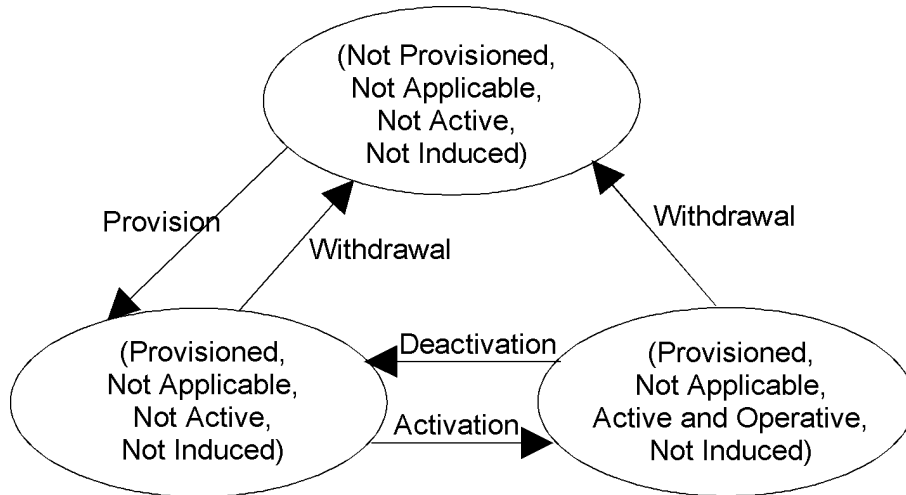 (Not Provisioned,
Not Applicable,
Not Active,
Not Induced)
Provision
Withdrawal
Withdrawal
(Provisioned,
Not Applicable,
Not Active,
Not Induced)
Deactivation
Activation
(Provisioned,
Not Applicable,
Active and Operative,
Not Induced)